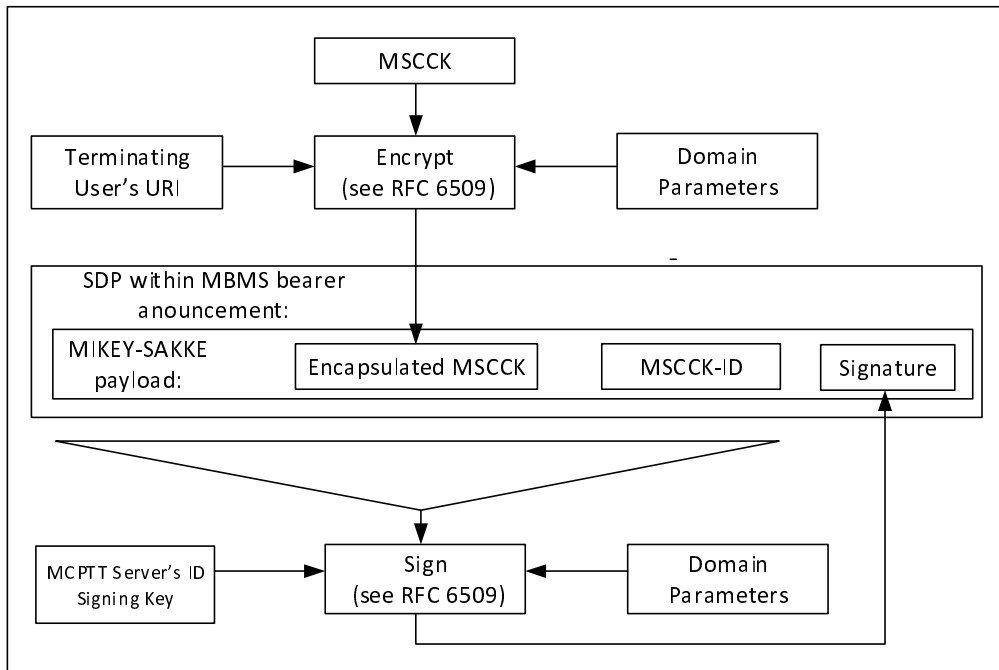 MSCCK
Terminating
User's URI
Encrypt
(see RFC 6509)
Domain
Parameters
SDP within MBMS bearer
anouncement:
MIKEY-SAKKE
payload:
Encapsulated MSCCK
MSCCK-ID
Signature
MCPTT Server's ID
Signing Key
Sign
(see RFC 6509)
Domain
Parameters